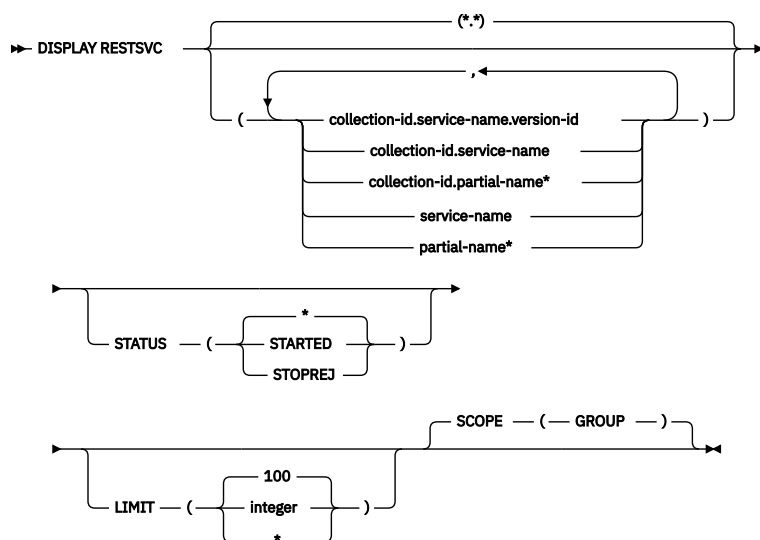 (*.*)
DISPLAY RESTSVC
,
( collection-id.service-name.version-id )
collection-id.service-name
collection-id.partial-name*
service-name
partial-name*
*
STATUS ( STARTED )
STOPREJ
SCOPE ( GROUP )
100
LIMIT ( integer )
*